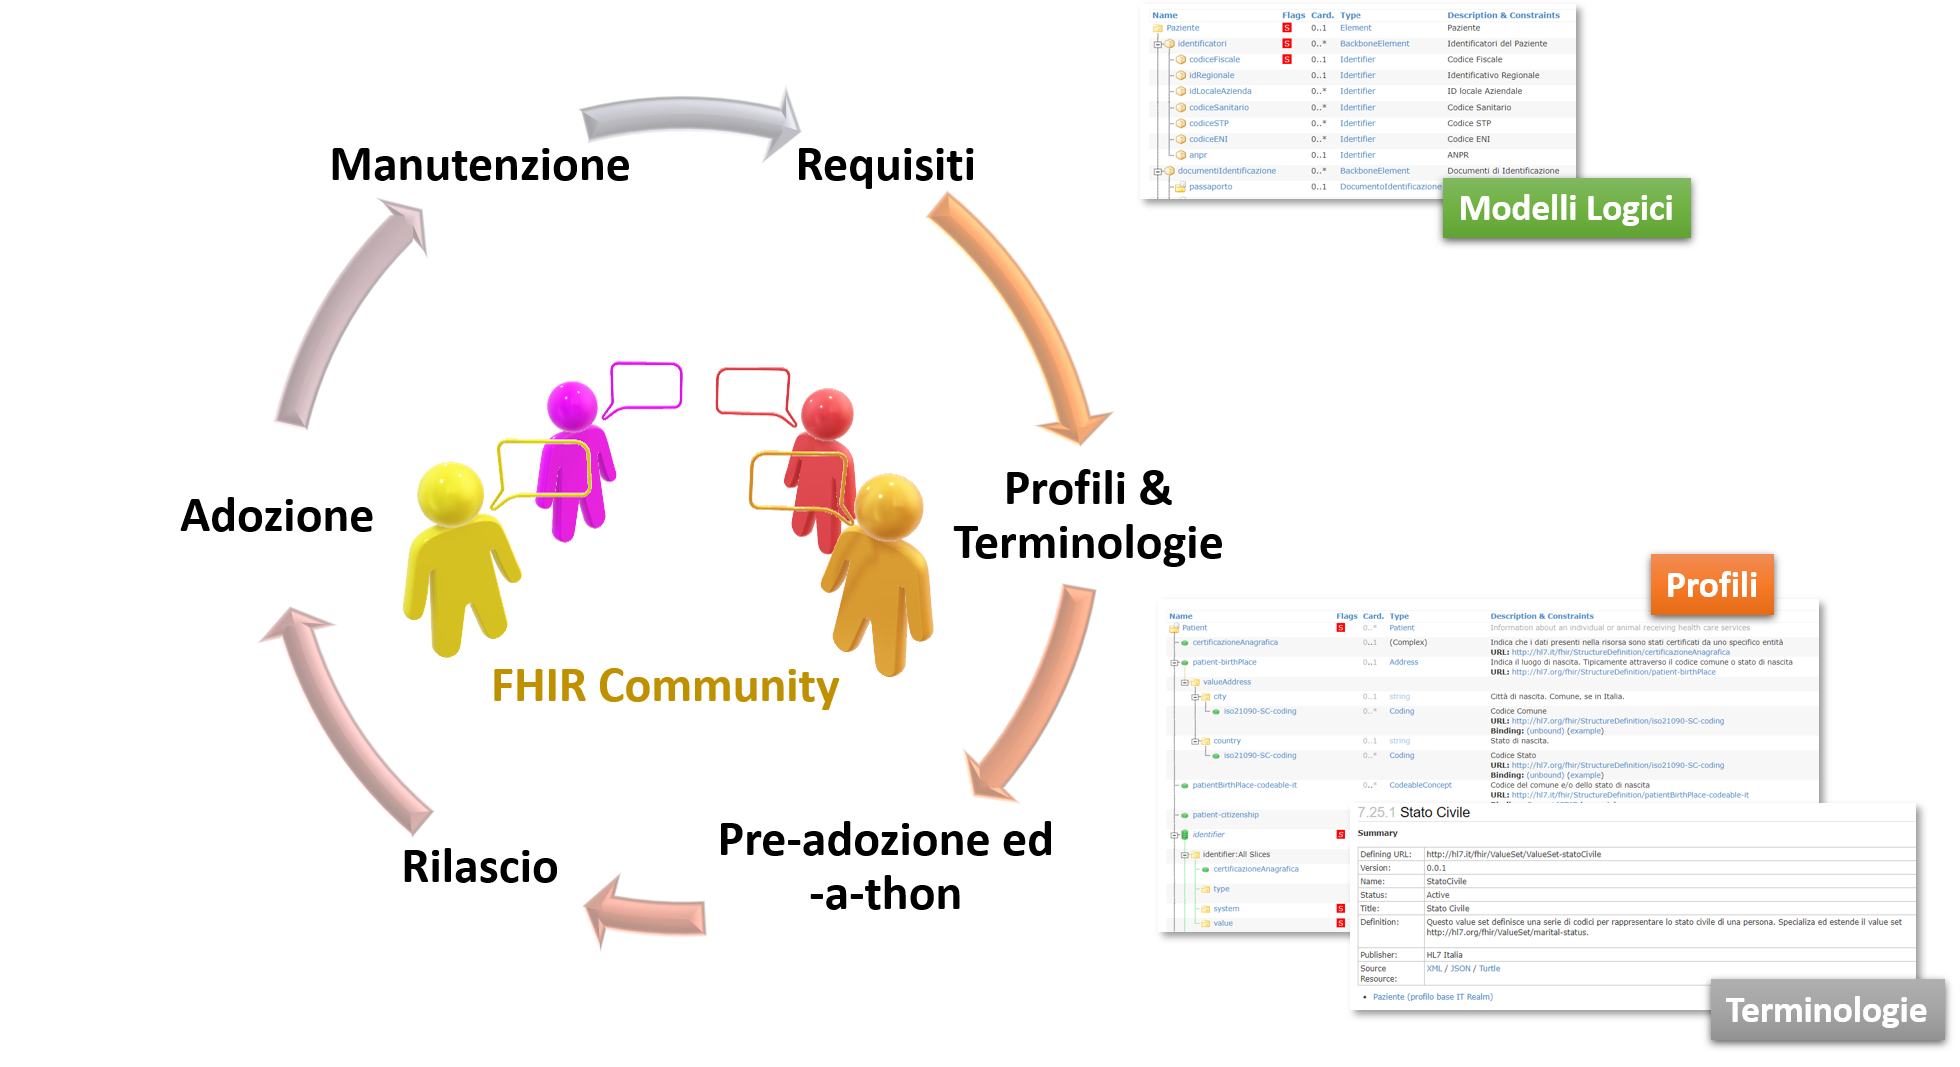 Manutenzione
Requisiti
Profili &
Terminologie
Pre-adozione ed
-a-thon
Rilascio
Adozione
FHIR Community
Name Flags Card. Type Description & Constraints
Paziente S 0..1 Element Paziente
identificatori S 0..* BackboneElement Identificatori del Paziente
codiceFiscale S 0..1 Identifier Codice Fiscale
idRegionale 0..1 Identifier Identificativo Regionale
idLocaleAzienda 0..* Identifier ID locale Aziendale
codiceSanitario 0..* Identifier Codice Sanitario
codiceSTP 0..* Identifier Codice STP
codiceENI 0..* Identifier Codice ENI
anpr 0..1 Identifier ANPR
documentiIdentificazione 0..* BackboneElement Documenti di Identificazione
passaporto 0..1 DocumentoIdentificazione
Modelli Logici
Profili
Name Flags Card. Type Description & Constraints
Patient S 0..* Patient Information about an individual or animal receiving health care services
certificazioneAnagrafica 0..1 (Complex) Indica che i dati presenti nella risorsa sono stati certificati da uno specifico entità
URL: http://hl7.it/fhir/StructureDefinition/certificazioneAnagrafica
patient-birthPlace 0..1 Address Indica il luogo di nascita. Tipicamente attraverso il codice comune o stato di nascita
URL: http://hl7.it/fhir/StructureDefinition/patient-birthPlace
valueAddress
city 0..1 string Città di nascita. Comune, se in Italia.
iso21090-SC-coding 0..* Coding Codice Comune
URL: http://hl7.org/fhir/StructureDefinition/iso21090-SC-coding
Binding: (unbound) (example)
country 0..1 string Stato di nascita.
iso21090-SC-coding 0..* Coding Codice Stato
URL: http://hl7.org/fhir/StructureDefinition/iso21090-SC-coding
Binding: (unbound) (example)
patientBirthPlace-codeable-it 0..* CodeableConcept Codice del comune e/o dello stato di nascita
URL: http://hl7.it/fhir/StructureDefinition/patientBirthPlace-codeable-it
patient-citizenship
identifier S
identifier:All Slices
certificazioneAnagrafica
type
system S
value S
7.25.1 Stato Civile
Summary
Defining URL: http://hl7.it/fhir/ValueSet/ValueSet-statoCivile
Version: 0.0.1
Name: StatoCivile
Status: Active
Title: Stato Civile
Definition: Questo value set definisce una serie di codici per rappresentare lo stato civile di una persona. Specializa ed estende il value set
http://hl7.org/fhir/ValueSet/marital-status.
Publisher: HL7 Italia
Source
Resource: XML / JSON / Turtle
• Paziente (profilo base IT Realm)
Terminologie